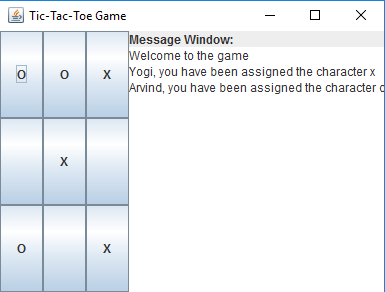 Tic-Tac-Toe Game
Message Window:
Welcome to the game
Yogi, you have been assigned the character x
Arvind, you have been assigned the character o
O O X
X
O X